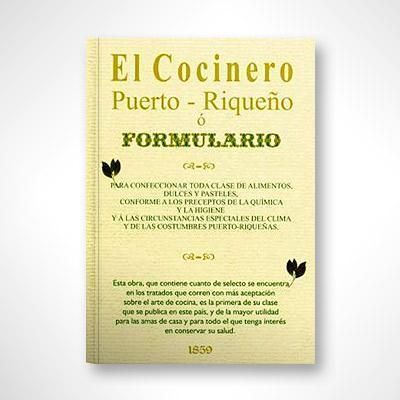 El Cocinero
Puerto - Riqueño
ó
FORMULARIO
PARA CONFECCIONAR TODA CLASE DE ALIMENTOS,
DULCES Y PASTELES,
CONFORME A LOS PRECEPTOS DE LA QUÍMICA
Y LA HIGIENE
Y Á LAS CIRCUNSTANCIAS ESPECIALES DEL CLIMA
Y DE LAS COSTUMBRES PUERTO-RIQUEÑAS.
Esta obra, que contiene cuanto de selecto se encuentra
en los tratados que corren con más aceptación
sobre el arte de cocina, es la primera de su clase
que se publica en este país, y de la mayor utilidad
para las amas de casa y para todo el que tenga interés
en conservar su salud.
1859